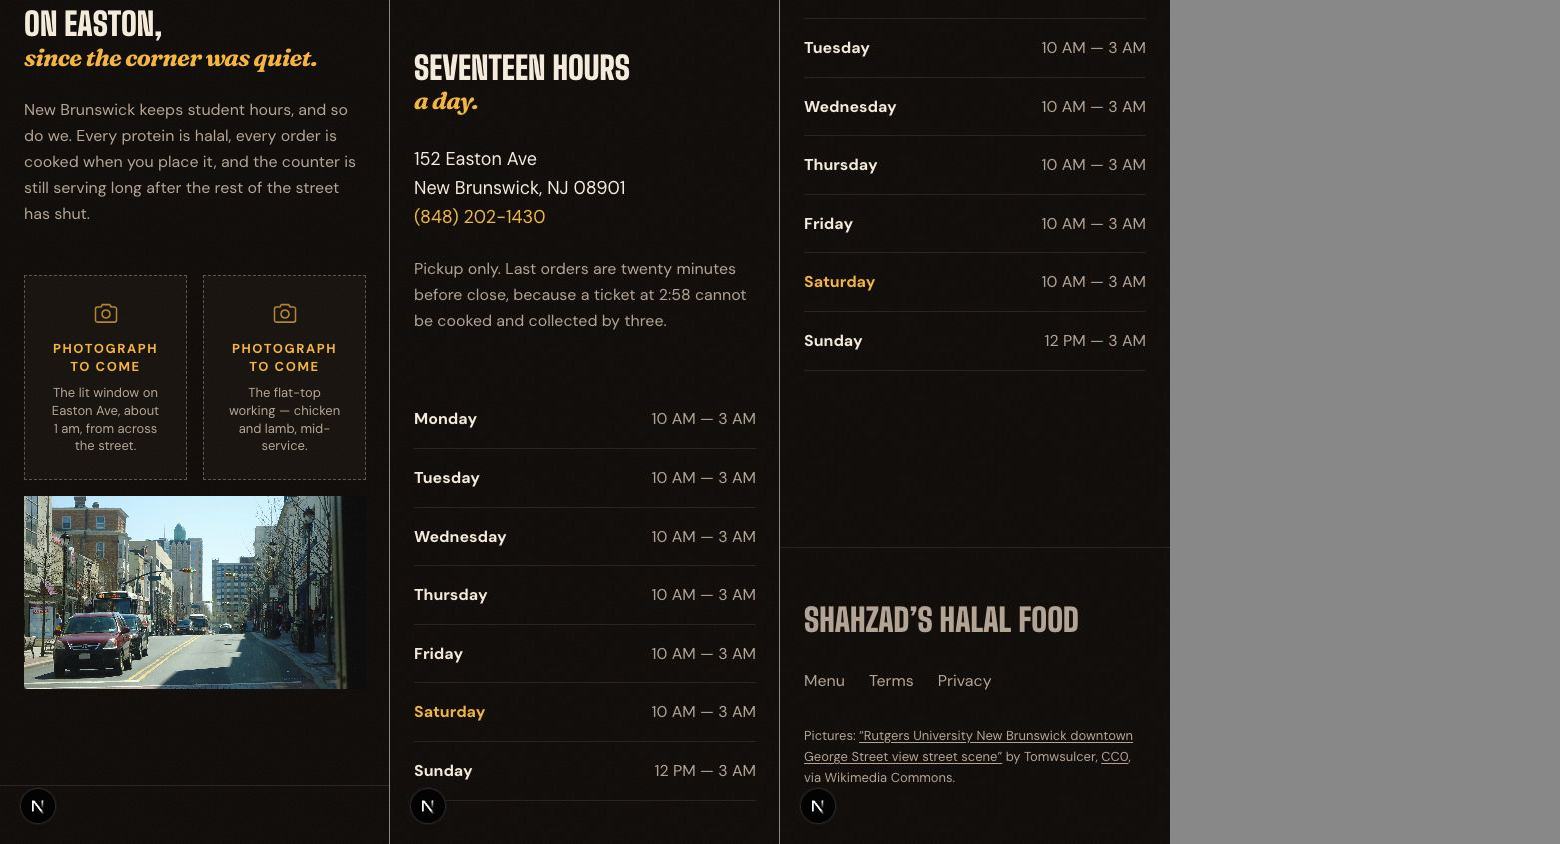 ON EASTON,
since the corner was quiet.
New Brunswick keeps student hours, and so
do we. Every protein is halal, every order is
cooked when you place it, and the counter is
still serving long after the rest of the street
has shut.
PHOTOGRAPH
TO COME
The lit window on
Easton Ave, about
1 am, from across
the street.
PHOTOGRAPH
TO COME
The flat-top
working — chicken
and lamb, mid-
service.
N
SEVENTEEN HOURS
a day.
152 Easton Ave
New Brunswick, NJ 08901
(848) 202-1430
Pickup only. Last orders are twenty minutes
before close, because a ticket at 2:58 cannot
be cooked and collected by three.
Monday 10 AM — 3 AM
Tuesday 10 AM — 3 AM
Wednesday 10 AM — 3 AM
Thursday 10 AM — 3 AM
Friday 10 AM — 3 AM
Saturday 10 AM — 3 AM
Sunday 12 PM — 3 AM
N
Tuesday 10 AM — 3 AM
Wednesday 10 AM — 3 AM
Thursday 10 AM — 3 AM
Friday 10 AM — 3 AM
Saturday 10 AM — 3 AM
Sunday 12 PM — 3 AM
SHAHZAD’S HALAL FOOD
Menu Terms Privacy
Pictures: “Rutgers University New Brunswick downtown
George Street view street scene” by Tomwsulcer, CC0,
via Wikimedia Commons.
N